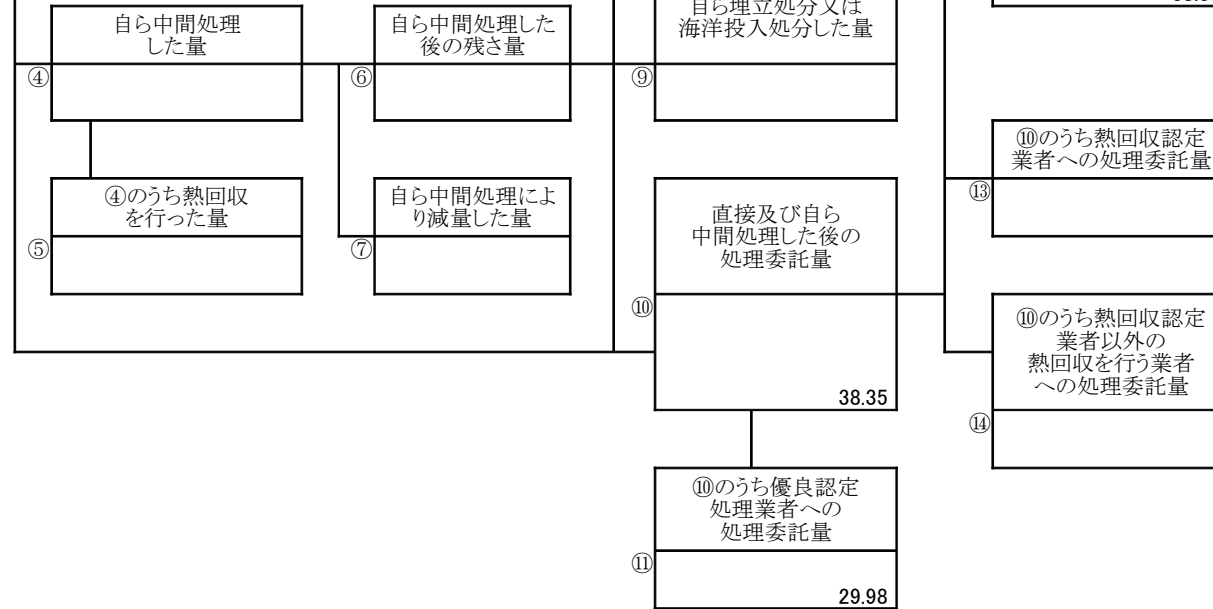 自ら中間処理
した量
④
自ら中間処理した
後の残さ量
⑥
自ら埋立処分又は
海洋投入処分した量
⑨
⑩のうち熱回収認定
業者への処理委託量
⑬
④のうち熱回収
を行った量
⑤
自ら中間処理によ
り減量した量
⑦
直接及び自ら
中間処理した後の
処理委託量
⑩
38.35
⑩のうち熱回収認定
業者以外の
熱回収を行う業者
への処理委託量
⑭
⑩のうち優良認定
処理業者への
処理委託量
⑪
29.98